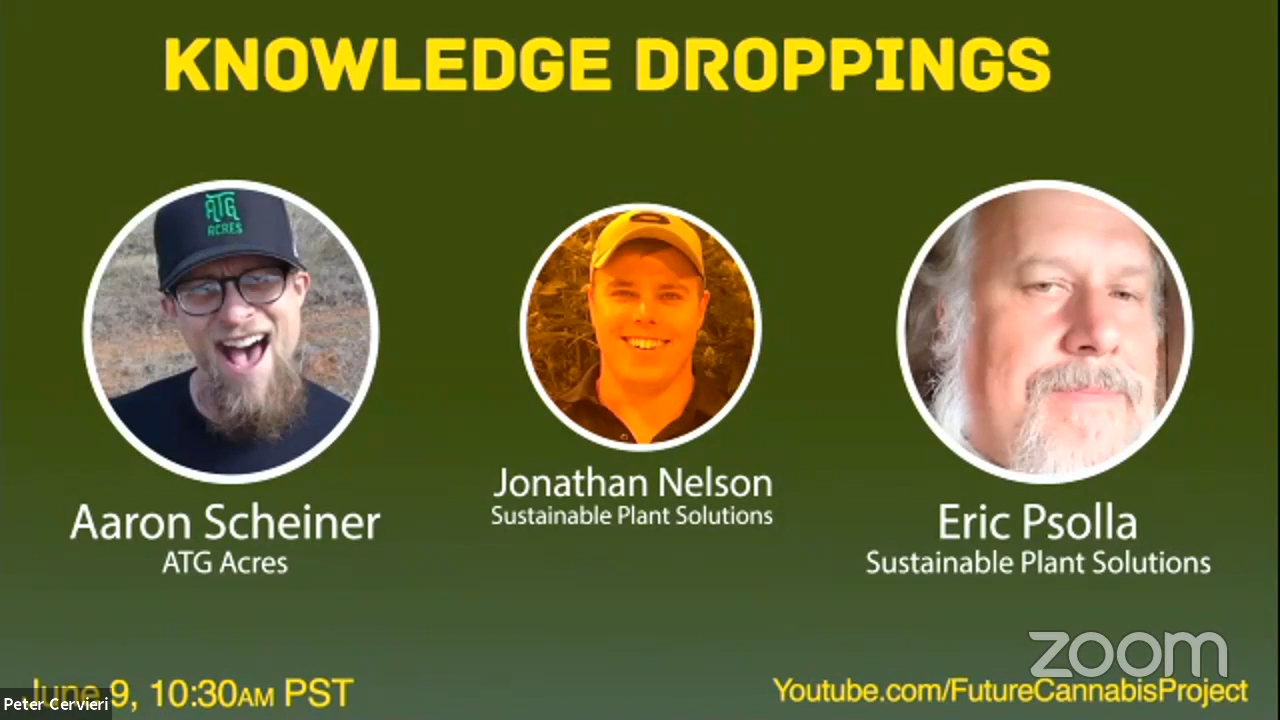 KNOWLEDGE DROPPINGS
ATG
ACRES
Aaron Scheiner
ATG Acres
Jonathan Nelson
Sustainable Plant Solutions
Eric Psolla
Sustainable Plant Solutions
zoom
June 9, 10:30AM PST
Peter Cervieri
Youtube.com/FutureCannabisProject